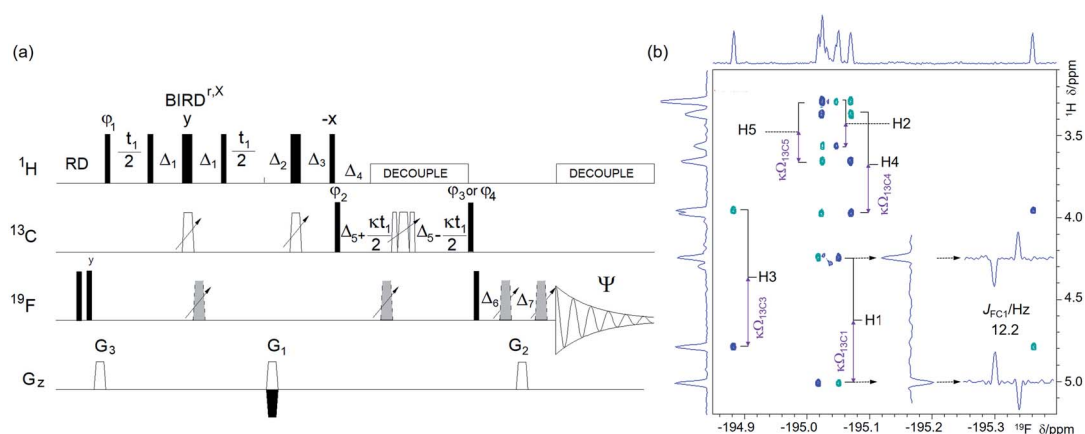 (a)
BIRD^r,X
φ1 y -x
¹H RD t1/2 Δ1 Δ1 t1/2 Δ2 Δ3 Δ4 DECOUPLE DECOUPLE
φ2 φ3 or φ4
¹³C Δ5+ κt1/2 Δ5- κt1/2
y
¹⁹F Δ6 Δ7 Ψ
G3 G1 G2
Gz
(b)
¹H δ/ppm
3.5
4.0
4.5
5.0
H5 κΩ13C5
H2
H4 κΩ13C4
H3 κΩ13C3
H1 κΩ13C1
JFC1/Hz
12.2
-194.9 -195.0 -195.1 -195.2 -195.3 ¹⁹F δ/ppm